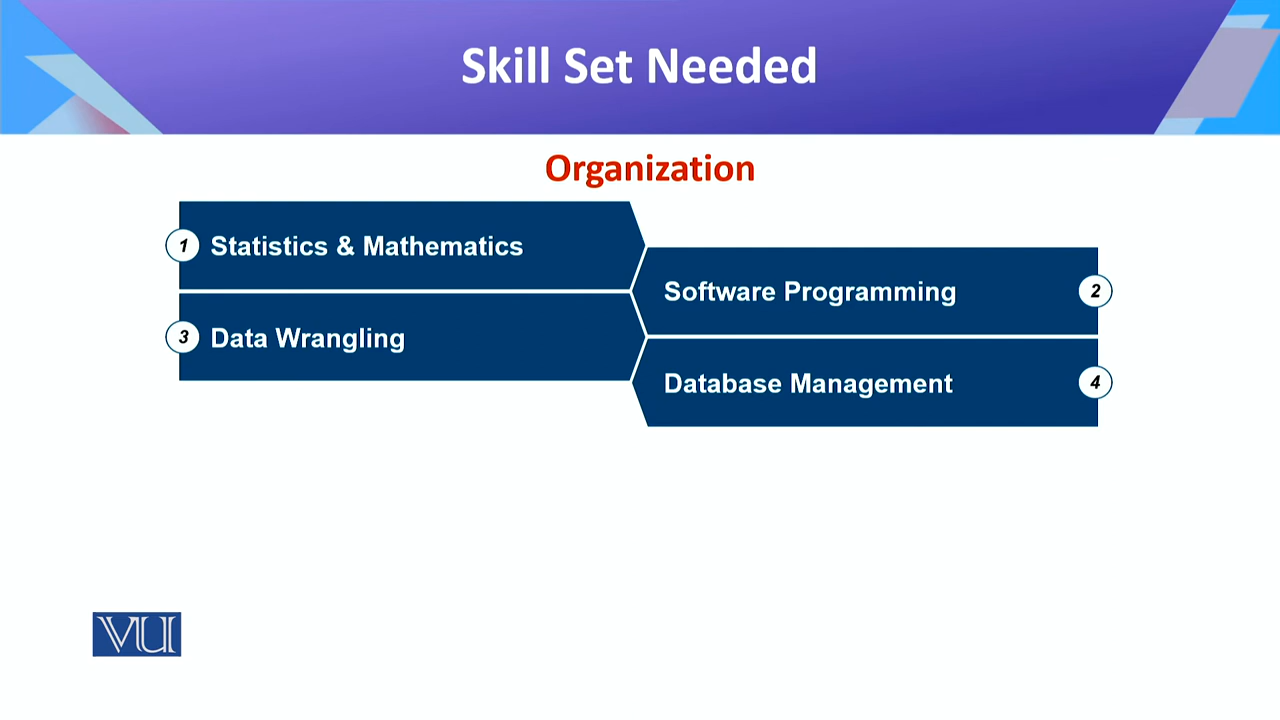 Skill Set Needed
Organization
1 Statistics & Mathematics
Software Programming 2
3 Data Wrangling
Database Management 4
VU